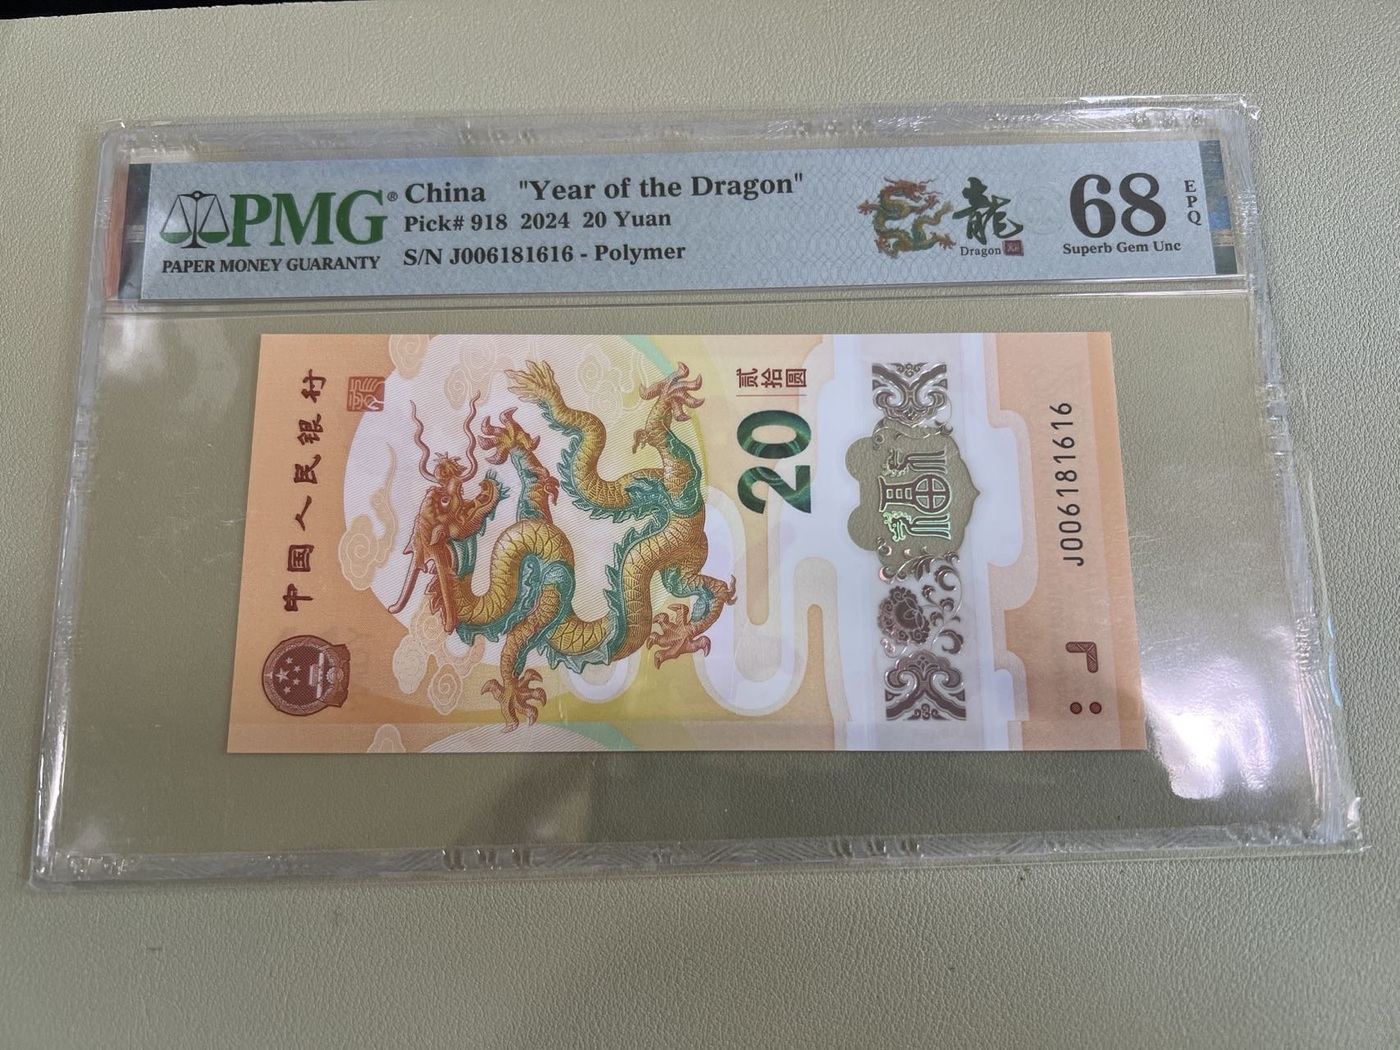 PMG® China "Year of the Dragon"
PAPER MONEY GUARANTY
Pick# 918 2024 20 Yuan
S/N J006181616 - Polymer
龍
Dragon
68
EPQ
Superb Gem Unc
中国人民银行
贰拾圆
20
J006181616